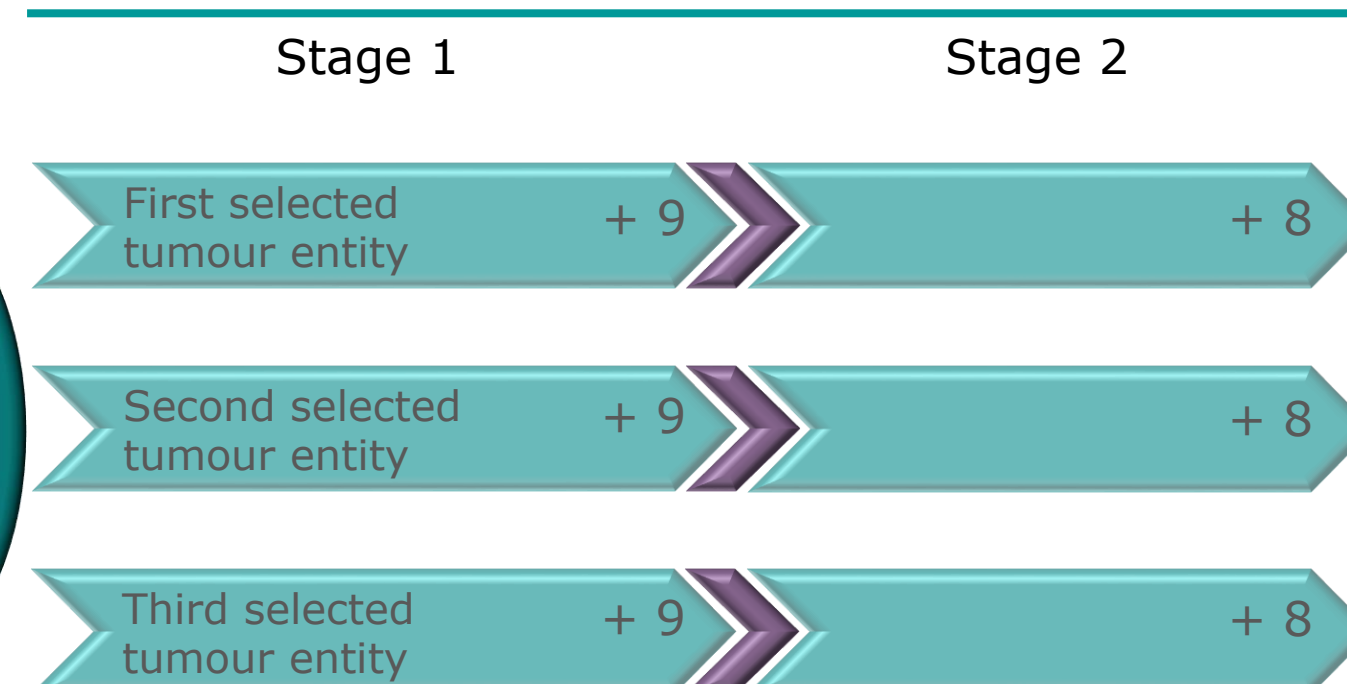 Stage 1
Stage 2
First selected
tumour entity
+ 9
+ 8
Second selected
tumour entity
+ 9
+ 8
Third selected
tumour entity
+ 9
+ 8